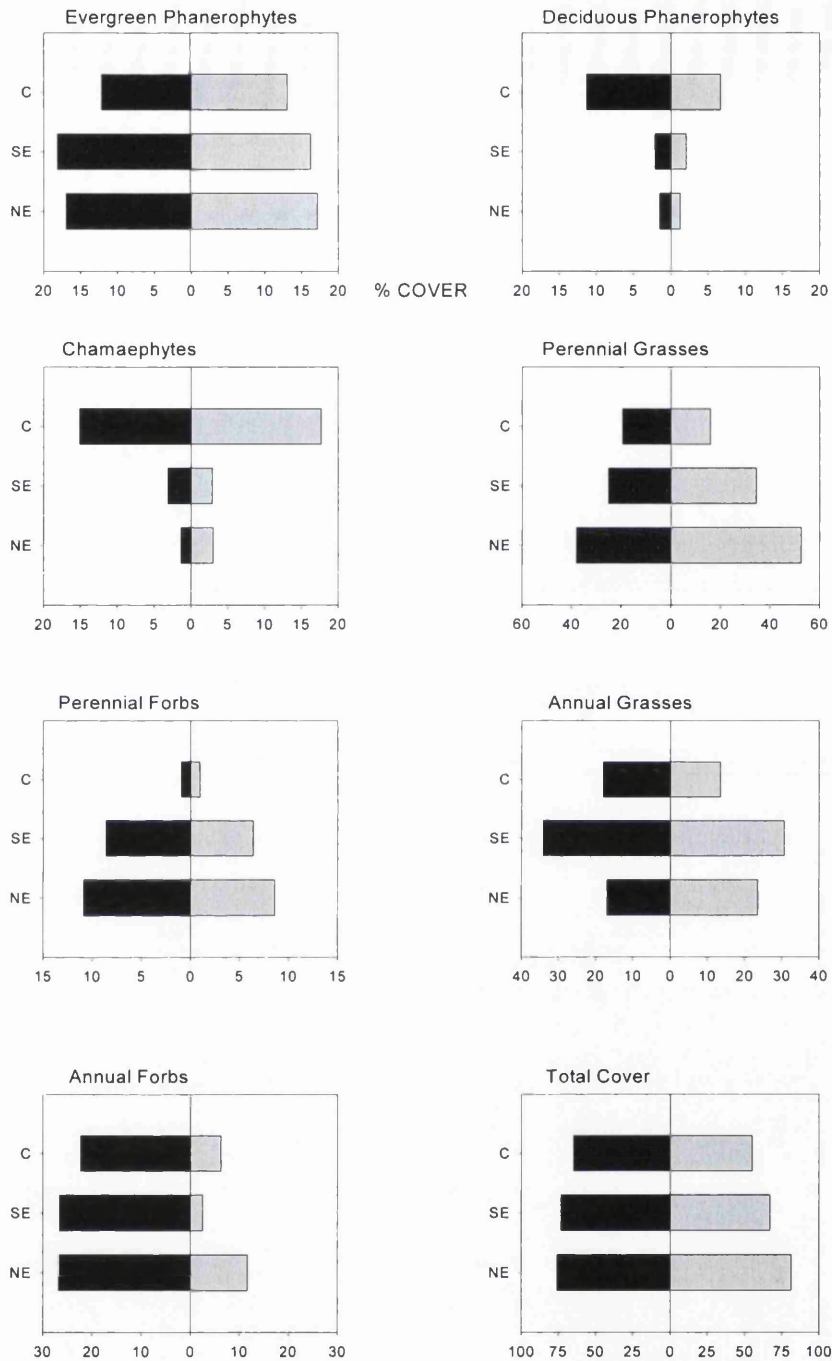 Evergreen Phanerophytes
C
SE
NE
20 15 10 5 0 5 10 15 20
Deciduous Phanerophytes
C
SE
NE
20 15 10 5 0 5 10 15 20
% COVER
Chamaephytes
C
SE
NE
20 15 10 5 0 5 10 15 20
Perennial Grasses
C
SE
NE
60 40 20 0 20 40 60
Perennial Forbs
C
SE
NE
15 10 5 0 5 10 15
Annual Grasses
C
SE
NE
40 30 20 10 0 10 20 30 40
Annual Forbs
C
SE
NE
30 20 10 0 10 20 30
Total Cover
C
SE
NE
100 75 50 25 0 25 50 75 100